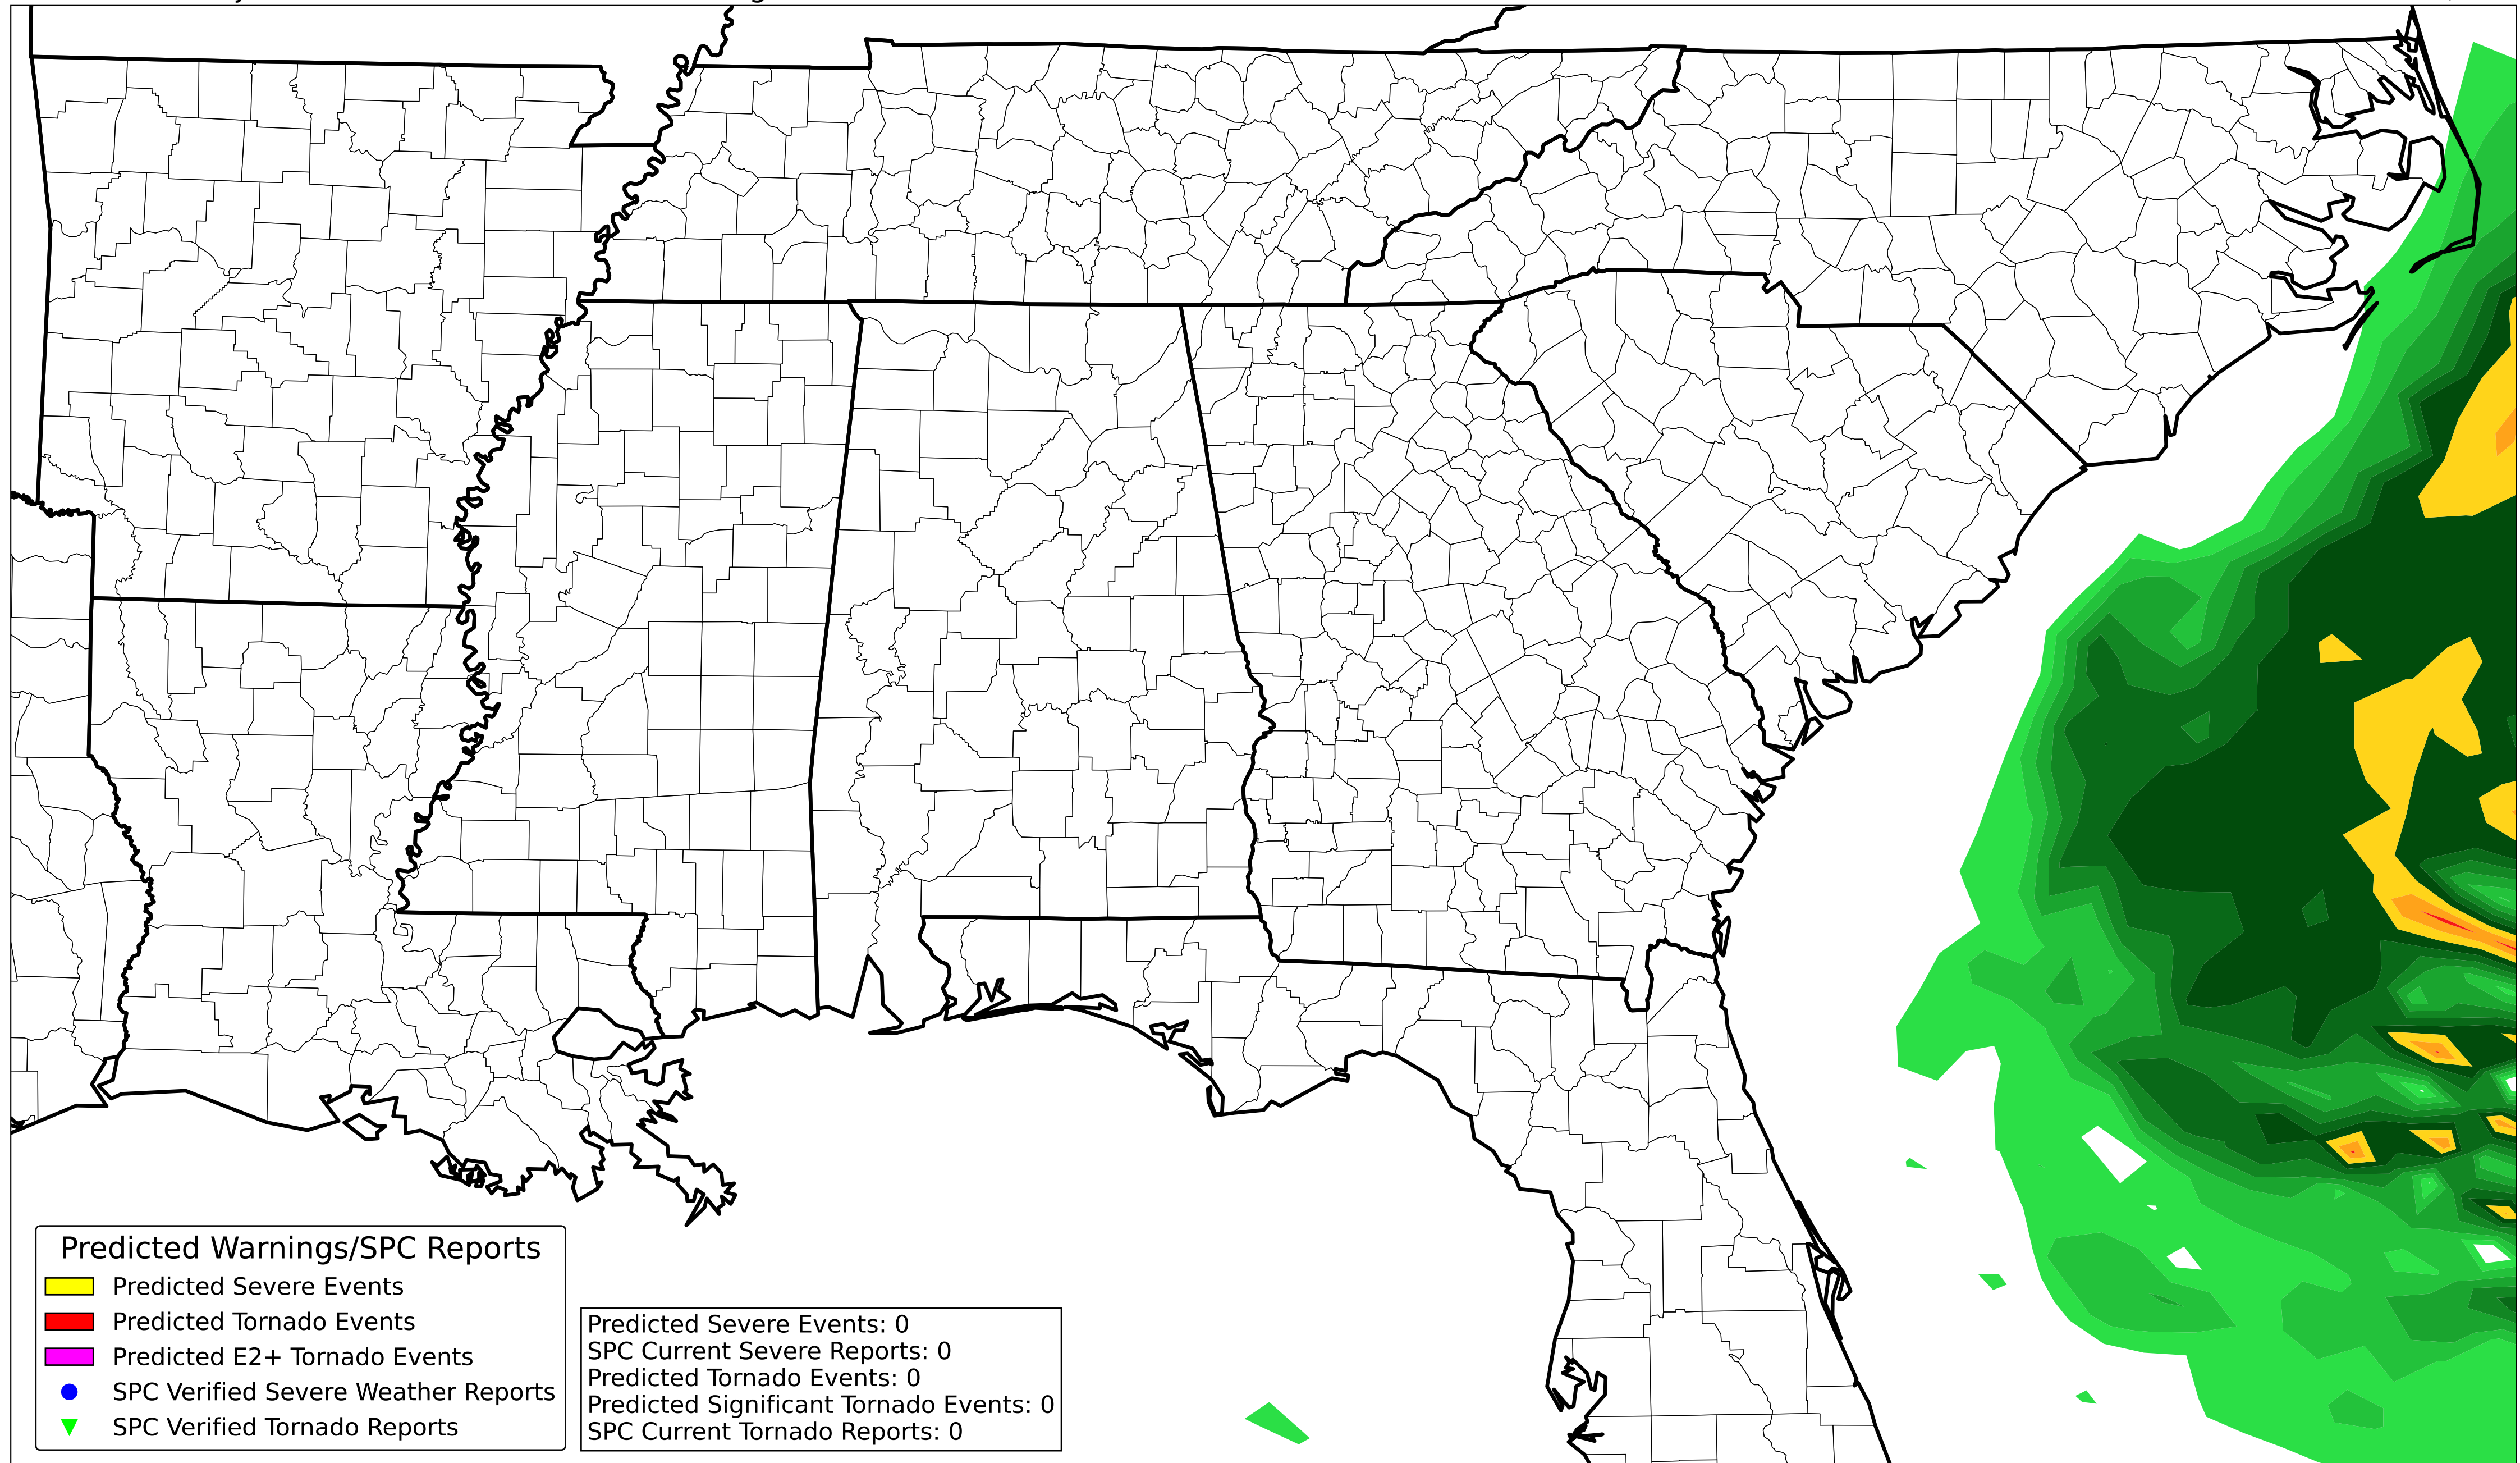 Predicted Warnings/SPC Reports
Predicted Severe Events
Predicted Tornado Events
Predicted E2+ Tornado Events
SPC Verified Severe Weather Reports
SPC Verified Tornado Reports
Predicted Severe Events: 0
SPC Current Severe Reports: 0
Predicted Tornado Events: 0
Predicted Significant Tornado Events: 0
SPC Current Tornado Reports: 0